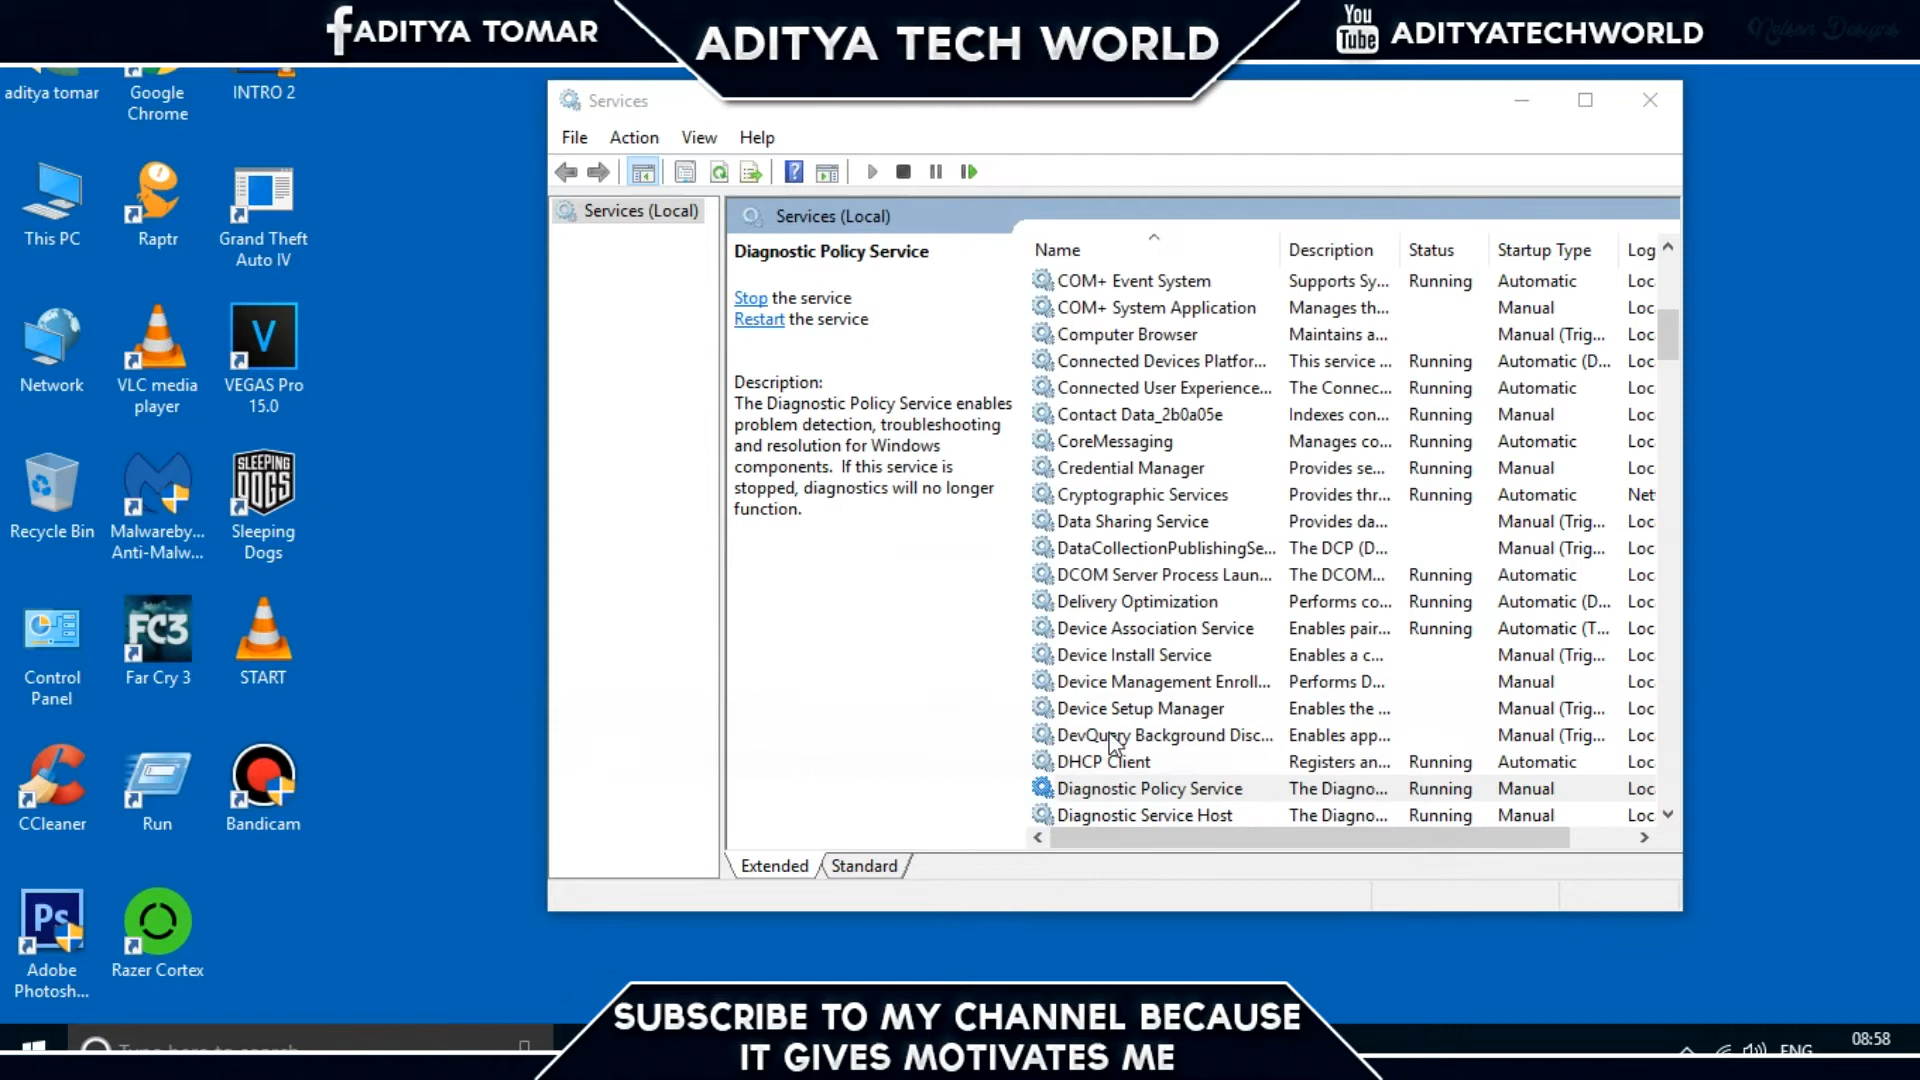 ADITYA TOMAR
ADITYA TECH WORLD
You
Tube
ADITYATECHWORLD
Nelson Designs
aditya tomar
Google
Chrome
INTRO 2
This PC
Raptr
Grand Theft
Auto IV
Network
VLC media
player
VEGAS Pro
15.0
Recycle Bin
Malwareby...
Anti-Malw...
SLEEPING
DOGS
Sleeping
Dogs
Control
Panel
FC3
Far Cry 3
START
CCleaner
Run
Bandicam
Ps
Adobe
Photosh...
Razer Cortex
Services
File Action View Help
Services (Local)
Services (Local)
Diagnostic Policy Service
Stop the service
Restart the service
Description:
The Diagnostic Policy Service enables
problem detection, troubleshooting
and resolution for Windows
components. If this service is
stopped, diagnostics will no longer
function.
Name Description Status Startup Type Log
COM+ Event System Supports Sy... Running Automatic Loc
COM+ System Application Manages th... Manual Loc
Computer Browser Maintains a... Manual (Trig... Loc
Connected Devices Platfor... This service ... Running Automatic (D... Loc
Connected User Experience... The Connec... Running Automatic Loc
Contact Data_2b0a05e Indexes con... Running Manual Loc
CoreMessaging Manages co... Running Automatic Loc
Credential Manager Provides se... Running Manual Loc
Cryptographic Services Provides thr... Running Automatic Net
Data Sharing Service Provides da... Manual (Trig... Loc
DataCollectionPublishingSe... The DCP (D... Manual (Trig... Loc
DCOM Server Process Laun... The DCOM... Running Automatic Loc
Delivery Optimization Performs co... Running Automatic (D... Loc
Device Association Service Enables pair... Running Automatic (T... Loc
Device Install Service Enables a c... Manual (Trig... Loc
Device Management Enroll... Performs D... Manual Loc
Device Setup Manager Enables the ... Manual (Trig... Loc
DevQuery Background Disc... Enables app... Manual (Trig... Loc
DHCP Client Registers an... Running Automatic Loc
Diagnostic Policy Service The Diagno... Running Manual Loc
Diagnostic Service Host The Diagno... Running Manual Loc
Extended Standard
Type here to search
SUBSCRIBE TO MY CHANNEL BECAUSE
IT GIVES MOTIVATES ME
ENG
08:58